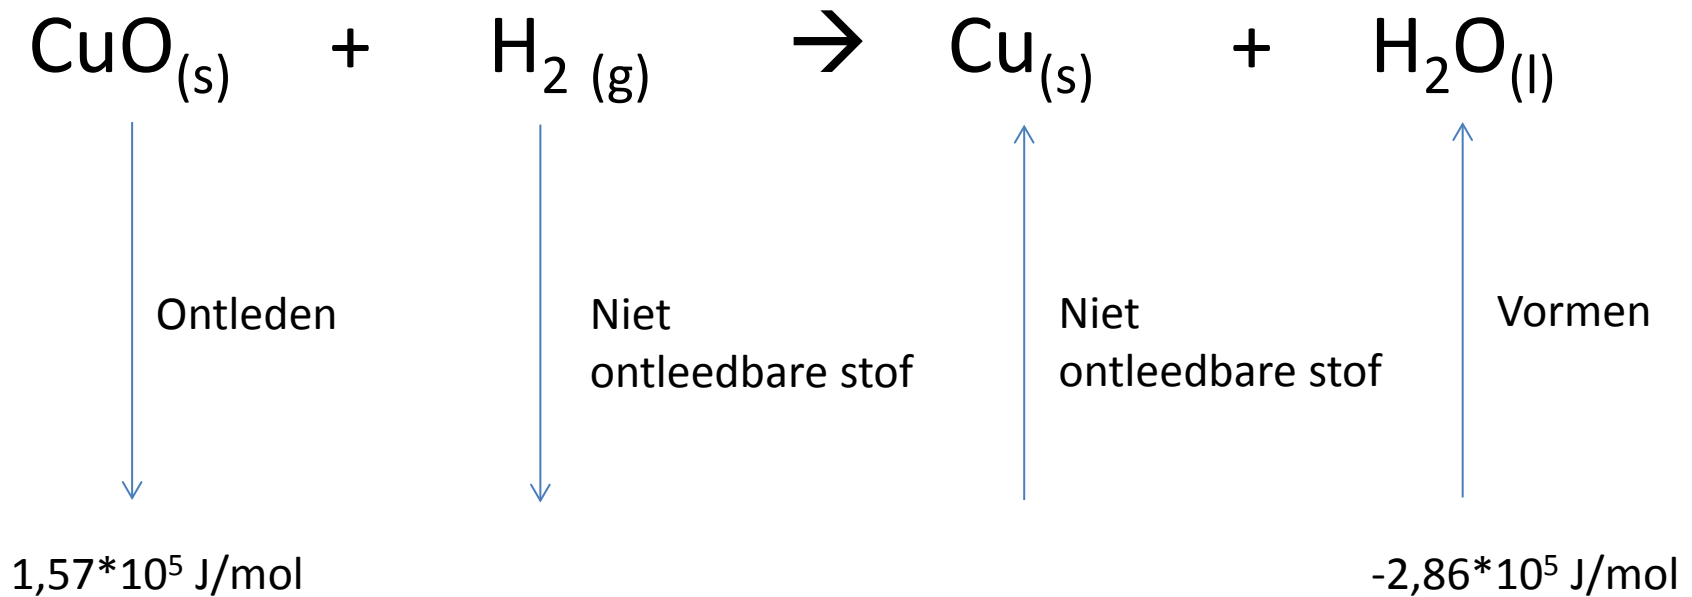 CuO(s) + H2 (g) → Cu(s) + H2O(l)
Ontleden
Niet
ontleedbare stof
Niet
ontleedbare stof
Vormen
1,57*10⁵ J/mol
-2,86*10⁵ J/mol